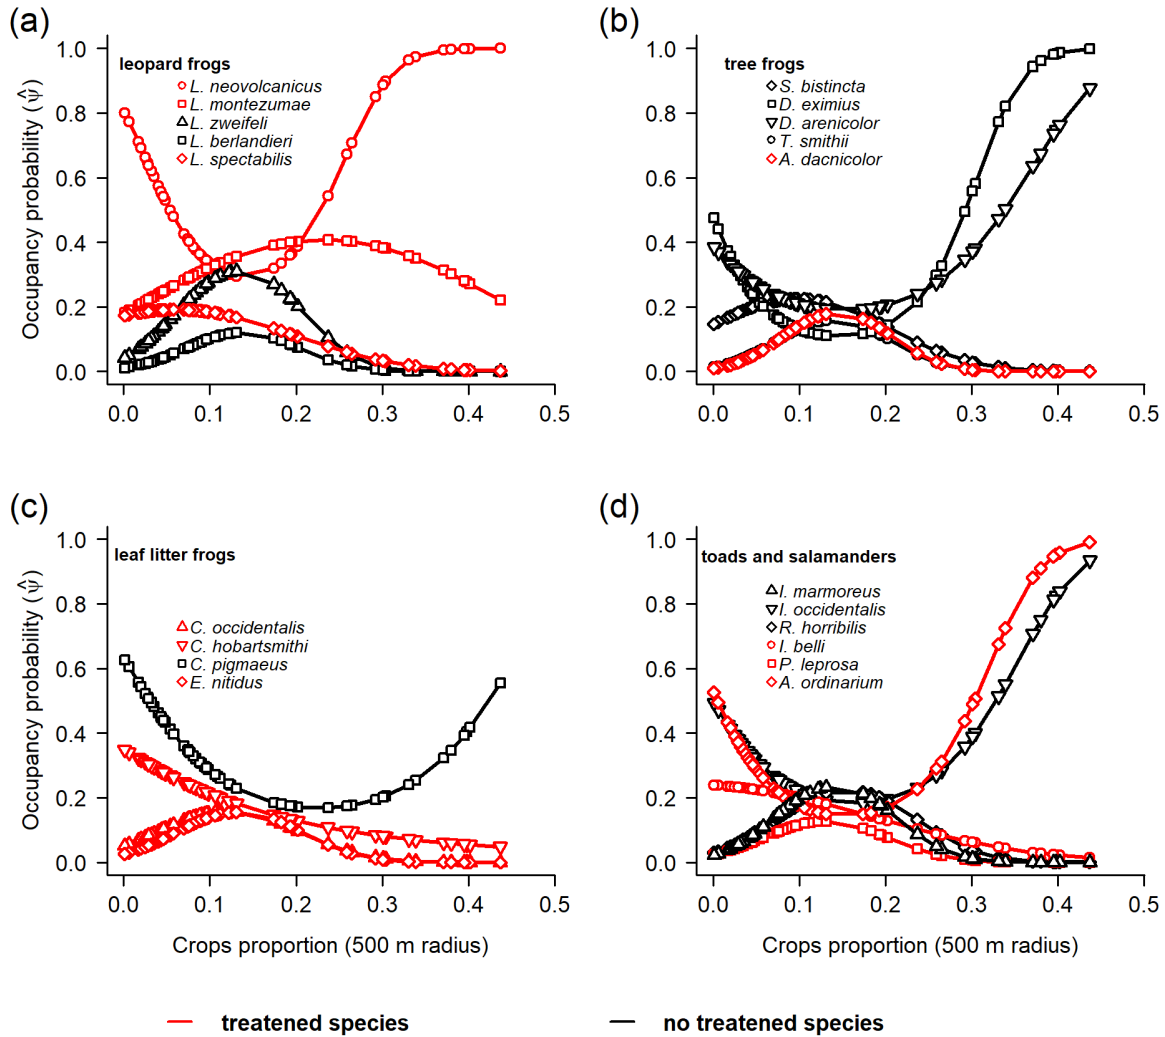 (a)
Occupancy probability (ψ̂)
1.0
0.8
0.6
0.4
0.2
0.0
leopard frogs
L. neovolcanicus
L. montezumae
L. zweifeli
L. berlandieri
L. spectabilis
0.0 0.1 0.2 0.3 0.4 0.5
(b)
1.0
0.8
0.6
0.4
0.2
0.0
tree frogs
S. bistincta
D. eximius
D. arenicolor
T. smithii
A. dacnicolor
0.0 0.1 0.2 0.3 0.4 0.5
(c)
Occupancy probability (ψ̂)
1.0
0.8
0.6
0.4
0.2
0.0
leaf litter frogs
C. occidentalis
C. hobartsmithi
C. pigmaeus
E. nitidus
0.0 0.1 0.2 0.3 0.4 0.5
Crops proportion (500 m radius)
(d)
1.0
0.8
0.6
0.4
0.2
0.0
toads and salamanders
I. marmoreus
I. occidentalis
R. horribilis
I. belli
P. leprosa
A. ordinarium
0.0 0.1 0.2 0.3 0.4 0.5
Crops proportion (500 m radius)
treatened species
no treatened species